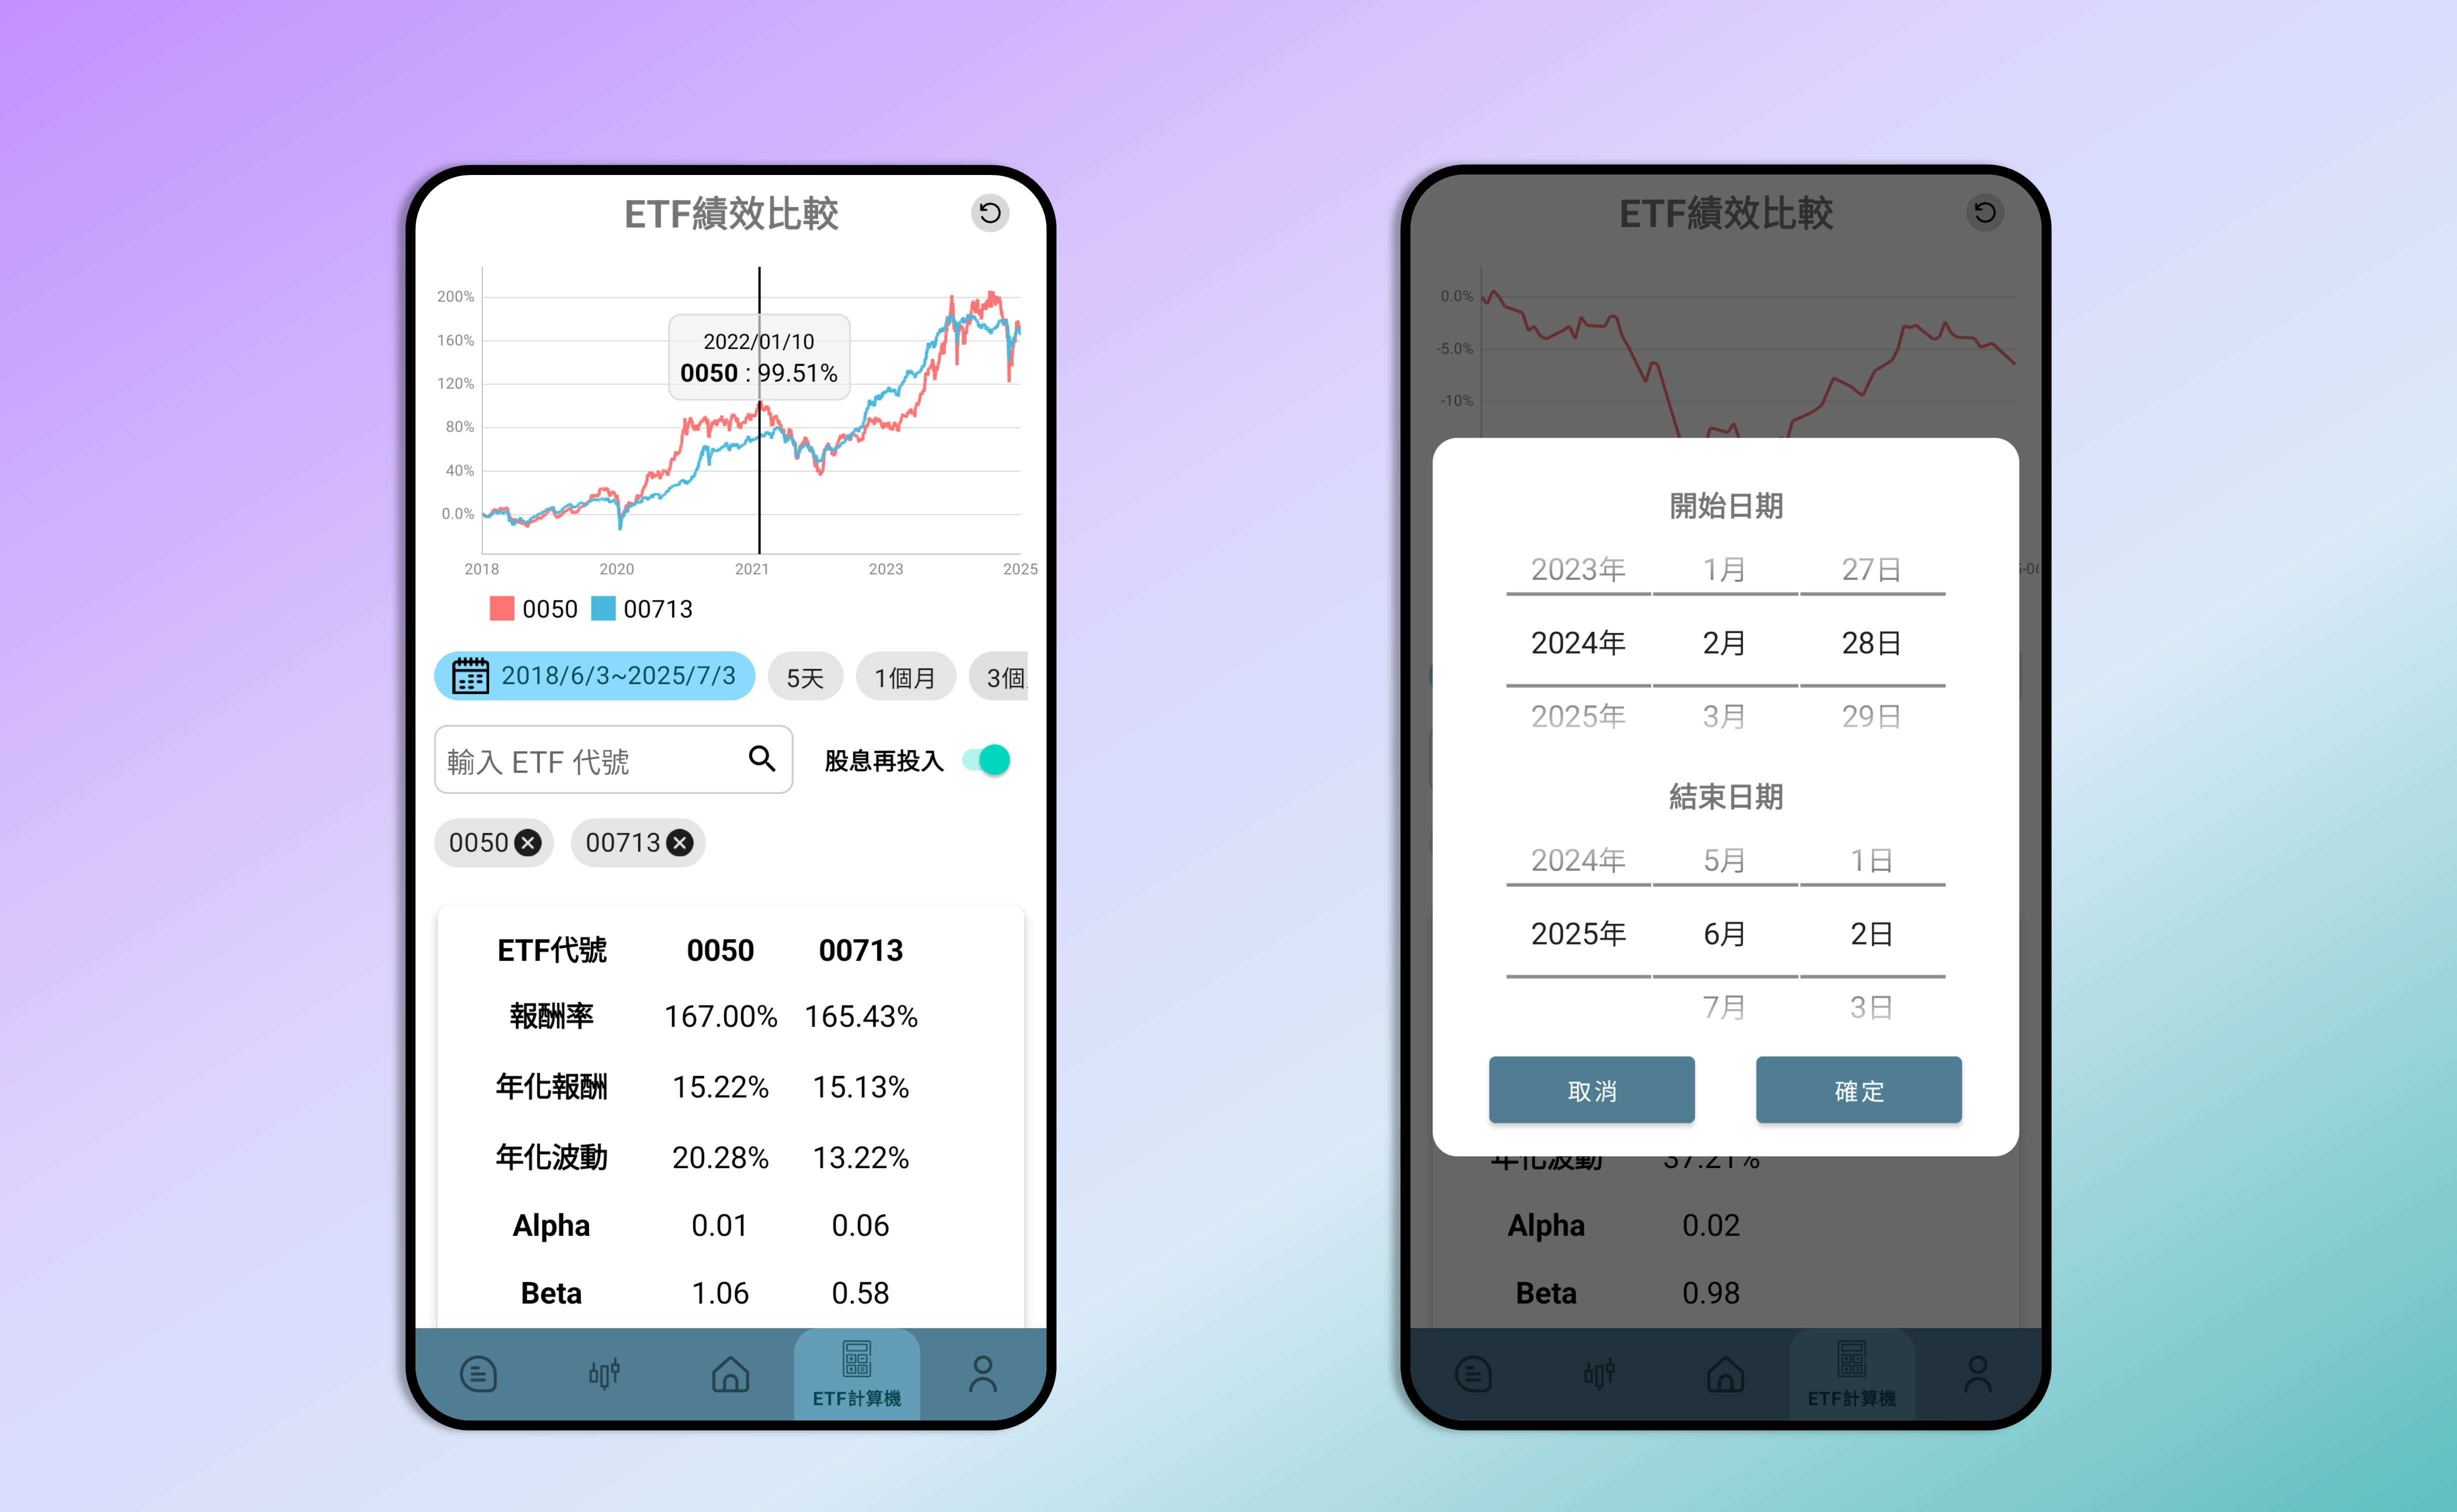 ETF績效比較
200%
160%
120%
80%
40%
0.0%
2022/01/10
0050 : 99.51%
2018 2020 2021 2023 2025
0050 00713
2018/6/3~2025/7/3 5天 1個月 3個
輸入 ETF 代號 股息再投入
0050 00713
ETF代號 0050 00713
報酬率 167.00% 165.43%
年化報酬 15.22% 15.13%
年化波動 20.28% 13.22%
Alpha 0.01 0.06
Beta 1.06 0.58
ETF計算機
ETF績效比較
0.0%
-5.0%
-10%
開始日期
2023年 1月 27日
2024年 2月 28日
2025年 3月 29日
結束日期
2024年 5月 1日
2025年 6月 2日
7月 3日
取消 確定
年化波動 37.21%
Alpha 0.02
Beta 0.98
ETF計算機